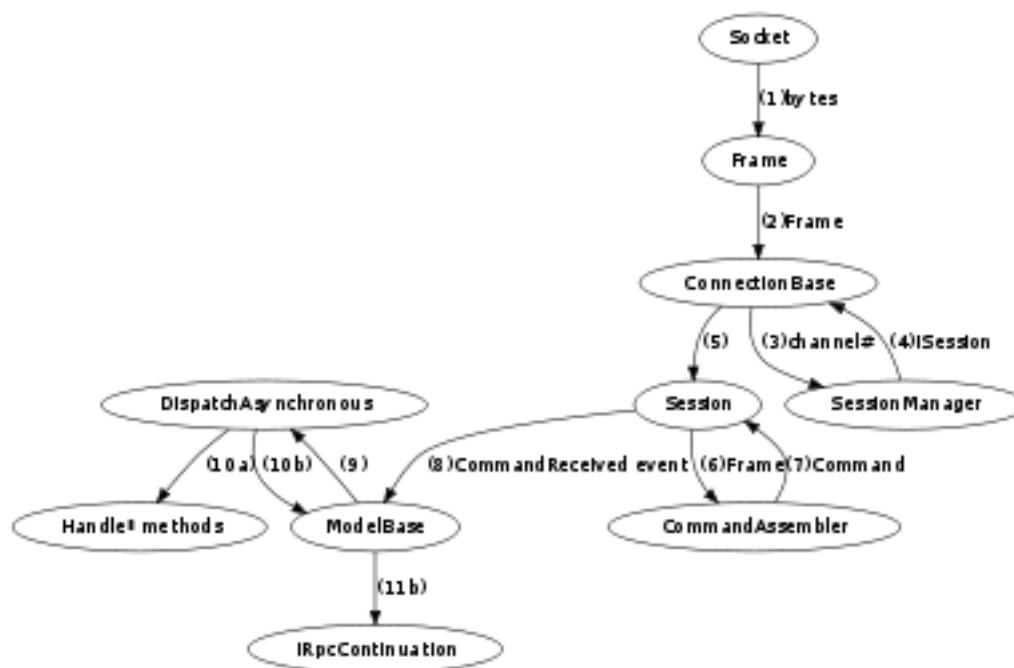 Socket
(1)bytes
Frame
(2)Frame
ConnectionBase
(5)
(3)channel#
(4)ISession
DispatchAsynchronous
Session
SessionManager
(10a)
(10b)
(9)
(8)CommandReceived event
(6)Frame
(7)Command
Handle* methods
ModelBase
CommandAssembler
(11b)
IRpcContinuation